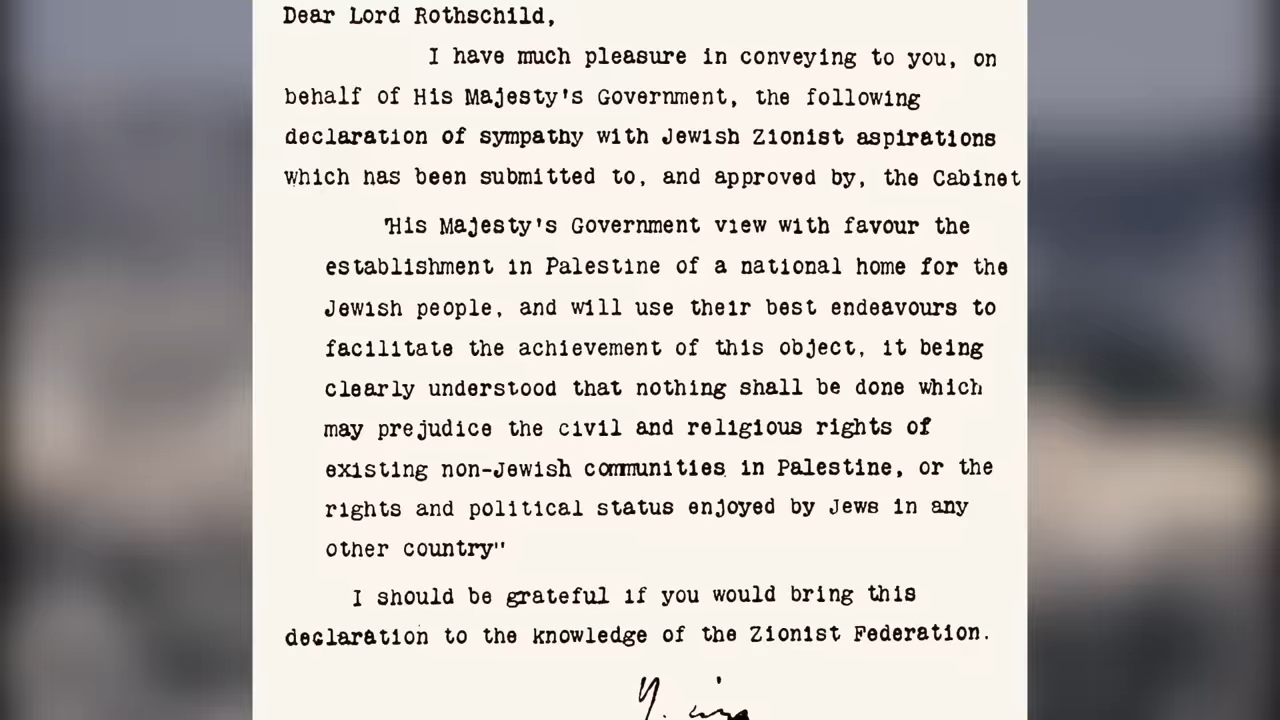 Dear Lord Rothschild,
I have much pleasure in conveying to you, on
behalf of His Majesty's Government, the following
declaration of sympathy with Jewish Zionist aspirations
which has been submitted to, and approved by, the Cabinet
"His Majesty's Government view with favour the
establishment in Palestine of a national home for the
Jewish people, and will use their best endeavours to
facilitate the achievement of this object, it being
clearly understood that nothing shall be done which
may prejudice the civil and religious rights of
existing non-Jewish communities in Palestine, or the
rights and political status enjoyed by Jews in any
other country"
I should be grateful if you would bring this
declaration to the knowledge of the Zionist Federation.